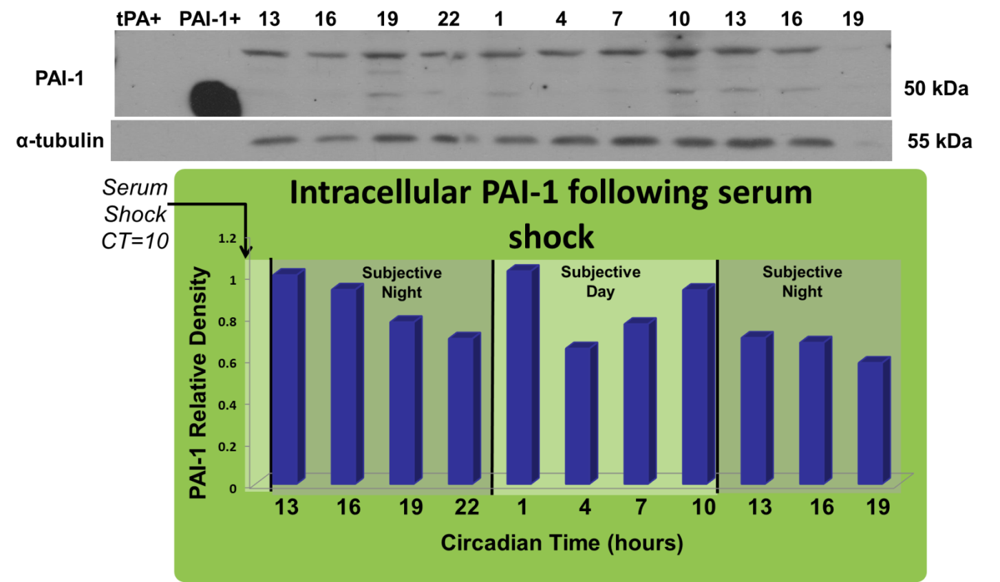 tPA+ PAI-1+ 13 16 19 22 1 4 7 10 13 16 19
PAI-1
50 kDa
α-tubulin
55 kDa
Serum
Shock
CT=10
Intracellular PAI-1 following serum
shock
PAI-1 Relative Density
1.2
1
0.8
0.6
0.4
0.2
0
Subjective
Night
Subjective
Day
Subjective
Night
13 16 19 22 1 4 7 10 13 16 19
Circadian Time (hours)